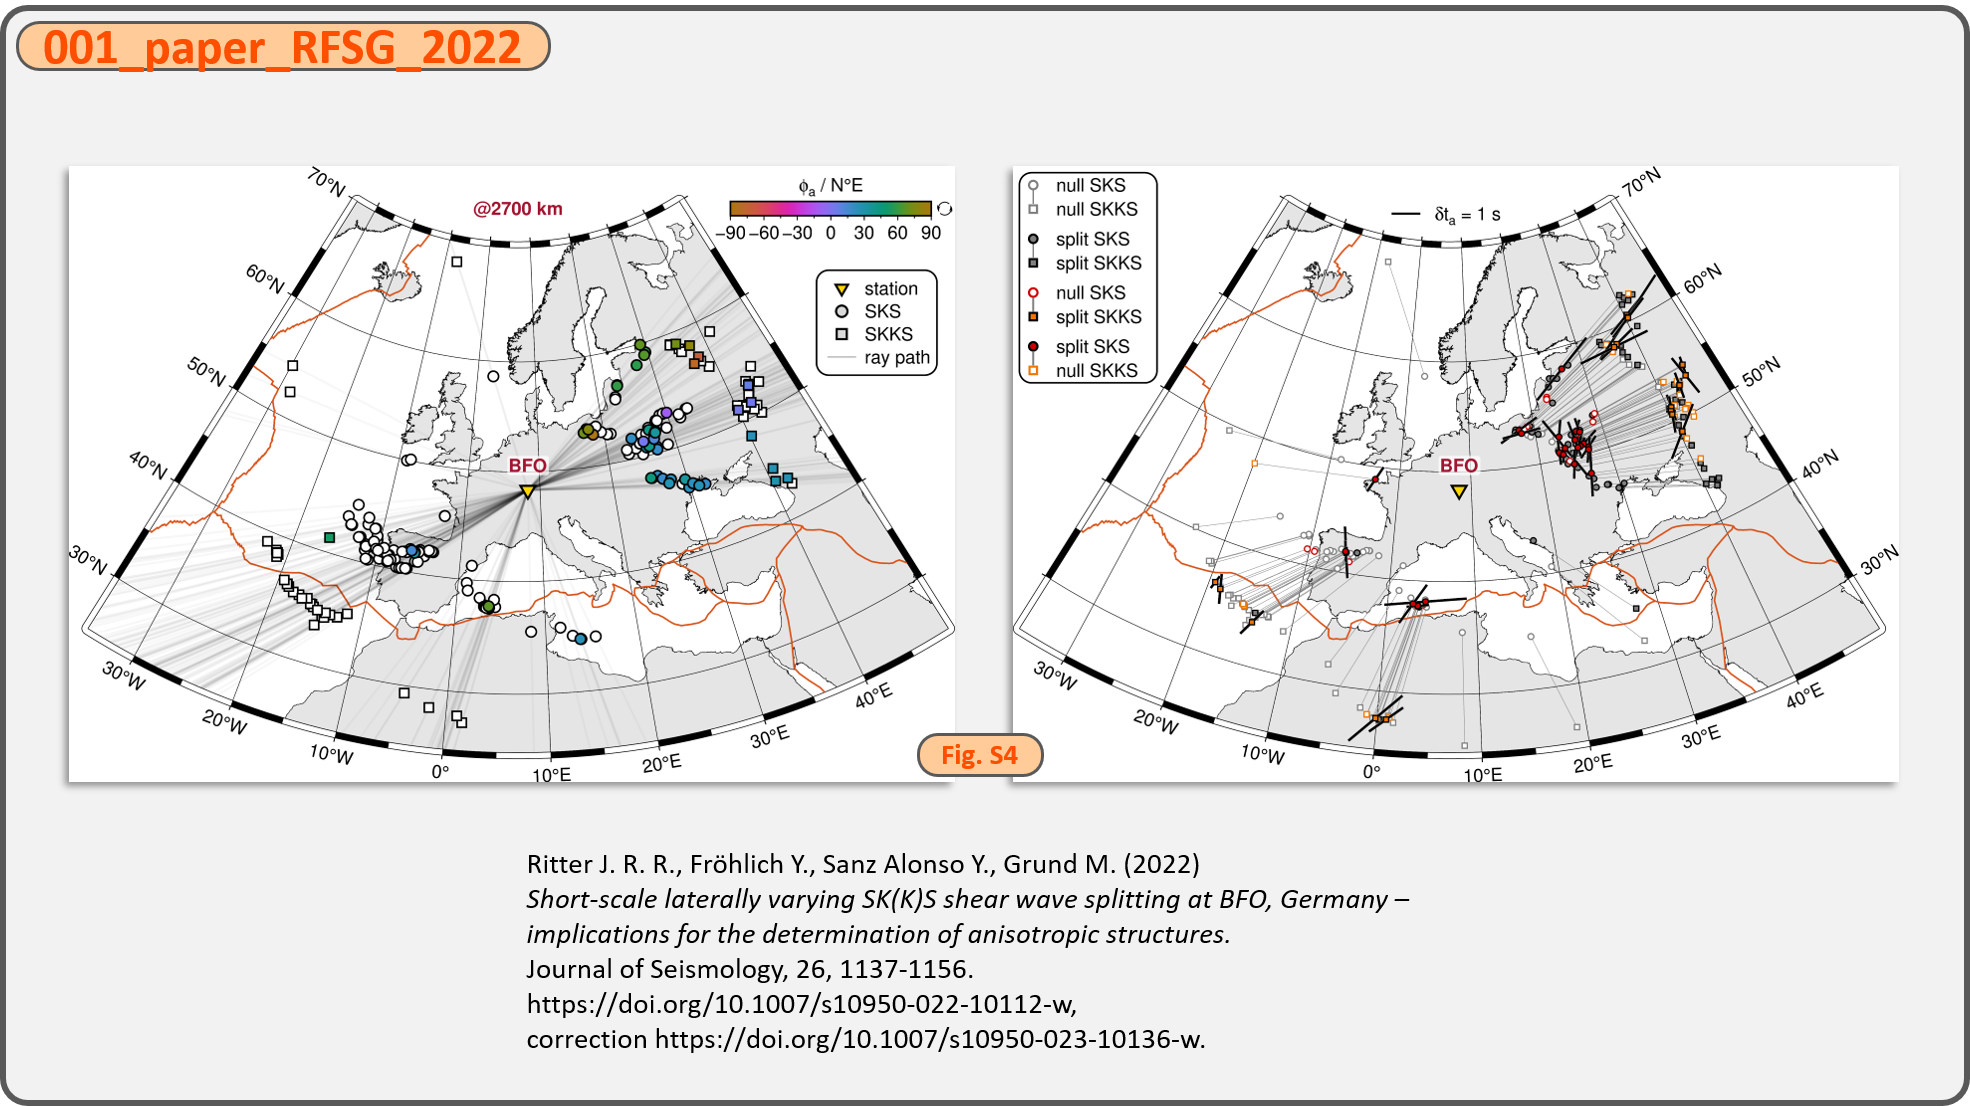 001_paper_RFSG_2022
@2700 km
ϕa / N°E
−90 −60 −30 0 30 60 90
station
SKS
SKKS
ray path
BFO
70°N
60°N
50°N
40°N
30°N
30°W
20°W
10°W
0°
10°E
20°E
30°E
40°E
null SKS
null SKKS
split SKS
split SKKS
null SKS
split SKKS
split SKS
null SKKS
δta = 1 s
BFO
70°N
60°N
50°N
40°N
30°N
30°W
20°W
10°W
0°
10°E
20°E
30°E
40°E
Fig. S4
Ritter J. R. R., Fröhlich Y., Sanz Alonso Y., Grund M. (2022)
Short-scale laterally varying SK(K)S shear wave splitting at BFO, Germany –
implications for the determination of anisotropic structures.
Journal of Seismology, 26, 1137-1156.
https://doi.org/10.1007/s10950-022-10112-w,
correction https://doi.org/10.1007/s10950-023-10136-w.